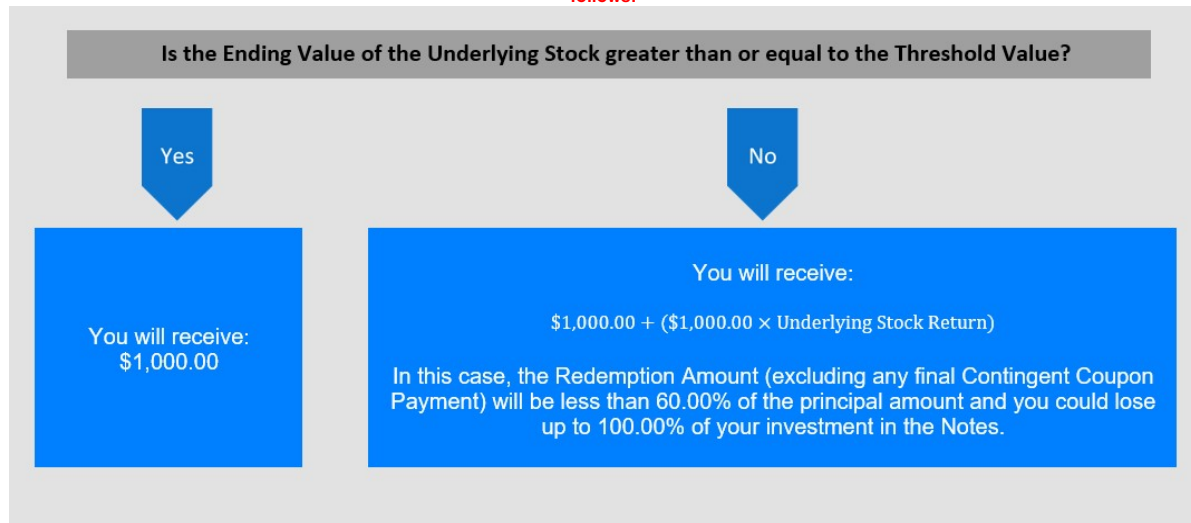 follows:
Is the Ending Value of the Underlying Stock greater than or equal to the Threshold Value?
Yes
No
You will receive:
$1,000.00
You will receive:
$1,000.00 + ($1,000.00 × Underlying Stock Return)
In this case, the Redemption Amount (excluding any final Contingent Coupon
Payment) will be less than 60.00% of the principal amount and you could lose
up to 100.00% of your investment in the Notes.